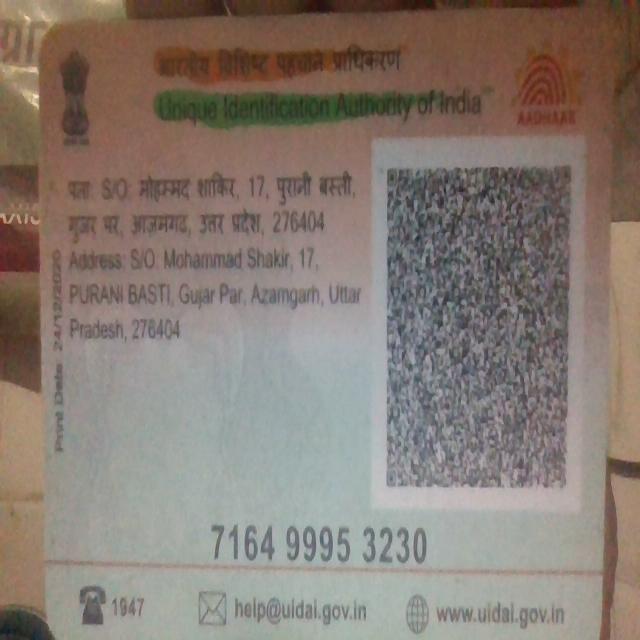 भारतीय विशिष्ट पहचान प्राधिकरण
Unique Identification Authority of India
AADHAAR
पता: S/O: मोहम्मद शाकिर, 17, पुरानी बस्ती,
गुजर पर, आज़मगढ, उत्तर प्रदेश, 276404
Address: S/O: Mohammad Shakir, 17,
PURANI BASTI, Gujar Par, Azamgarh, Uttar
Pradesh, 276404
Print Date: 24/12/2020
7164 9995 3230
1947
help@uidai.gov.in
www.uidai.gov.in